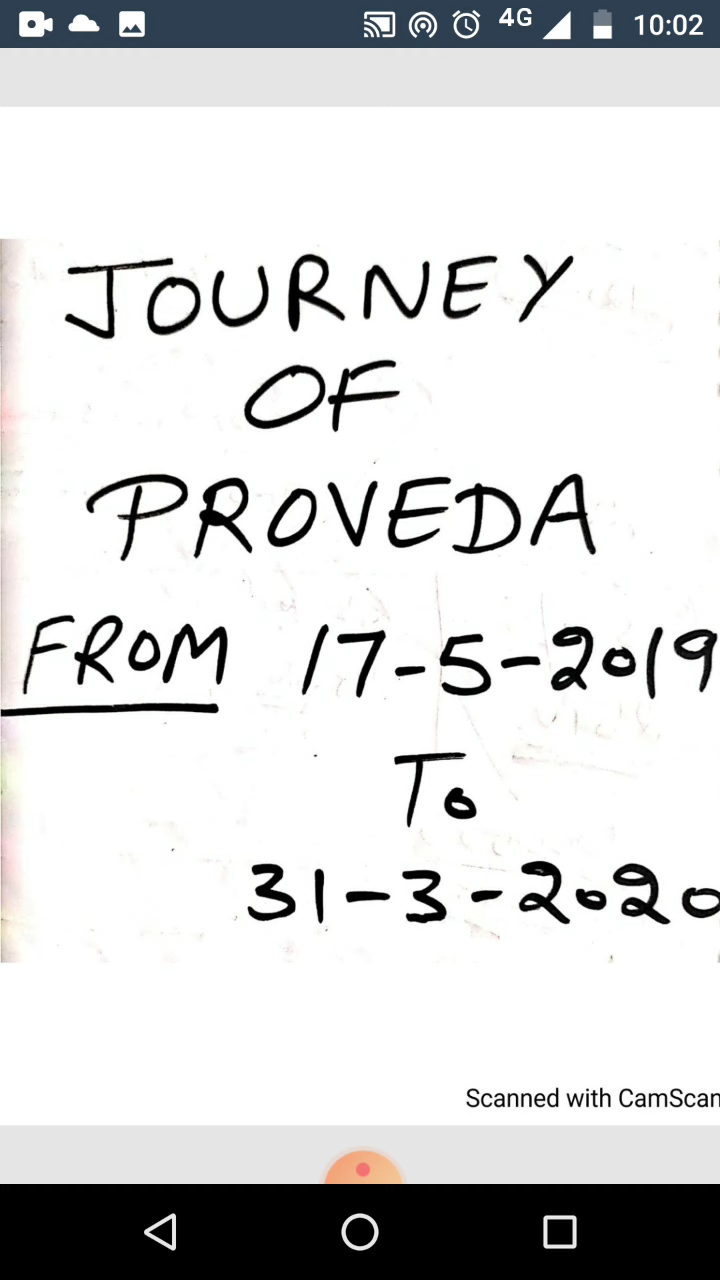 4G 10:02
JOURNEY
OF
PROVEDA
FROM 17-5-2019
To
31-3-2020
Scanned with CamScan